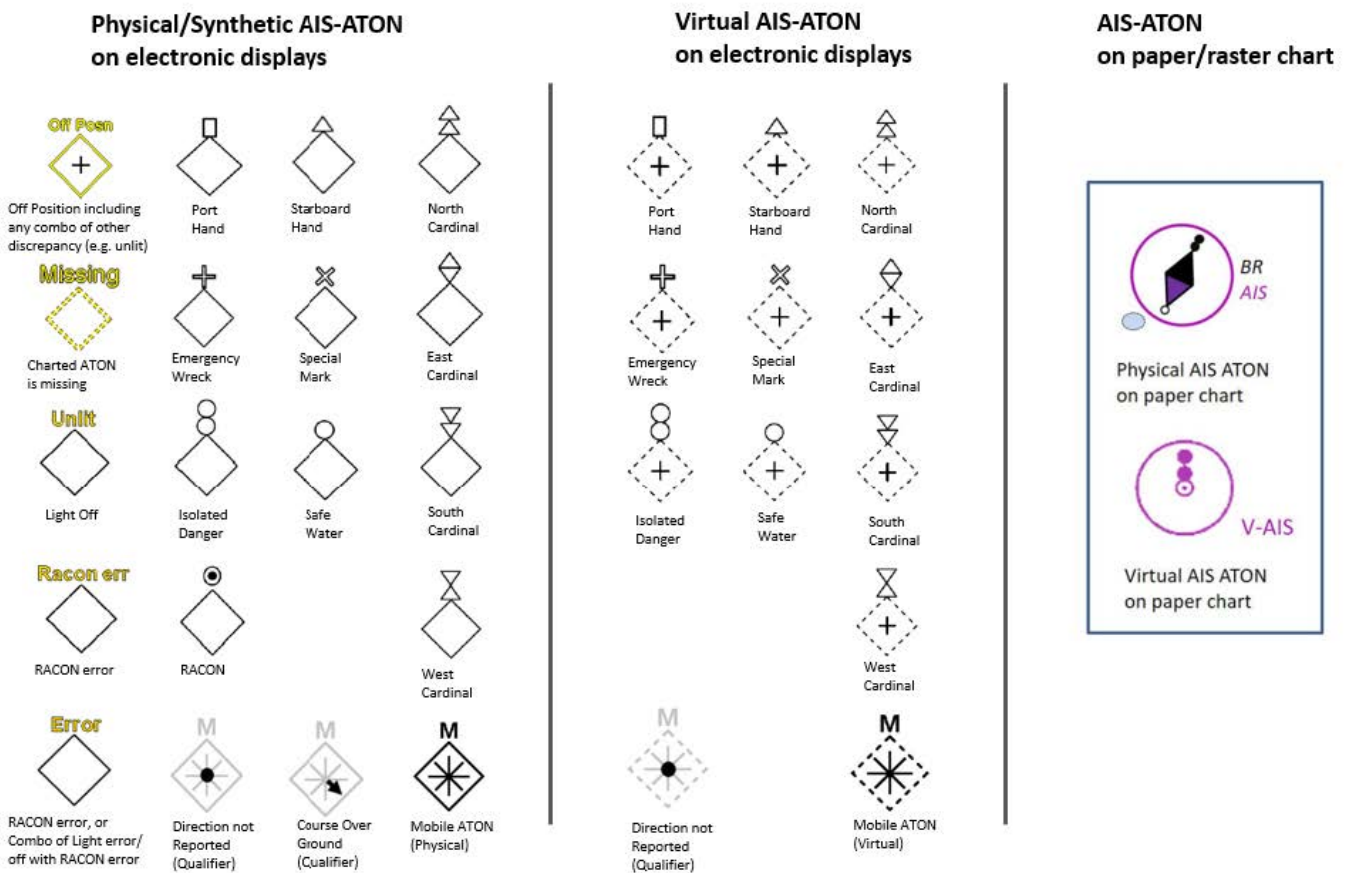 Physical/Synthetic AIS-ATON
on electronic displays
Off Posn
Off Position including
any combo of other
discrepancy (e.g. unlit)
Port
Hand
Starboard
Hand
North
Cardinal
Missing
Charted ATON
is missing
Emergency
Wreck
Special
Mark
East
Cardinal
Unlit
Light Off
Isolated
Danger
Safe
Water
South
Cardinal
Racon err
RACON error
RACON
West
Cardinal
Error
RACON error, or
Combo of Light error/
off with RACON error
M
Direction not
Reported
(Qualifier)
M
Course Over
Ground
(Cualifier)
M
Mobile ATON
(Physical)
Virtual AIS-ATON
on electronic displays
Port
Hand
Starboard
Hand
North
Cardinal
Emergency
Wreck
Special
Mark
East
Cardinal
Isolated
Danger
Safe
Water
South
Cardinal
West
Cardinal
M
Direction not
Reported
(Qualifier)
M
Mobile ATON
(Virtual)
AIS-ATON
on paper/raster chart
BR
AIS
Physical AIS ATON
on paper chart
V-AIS
Virtual AIS ATON
on paper chart